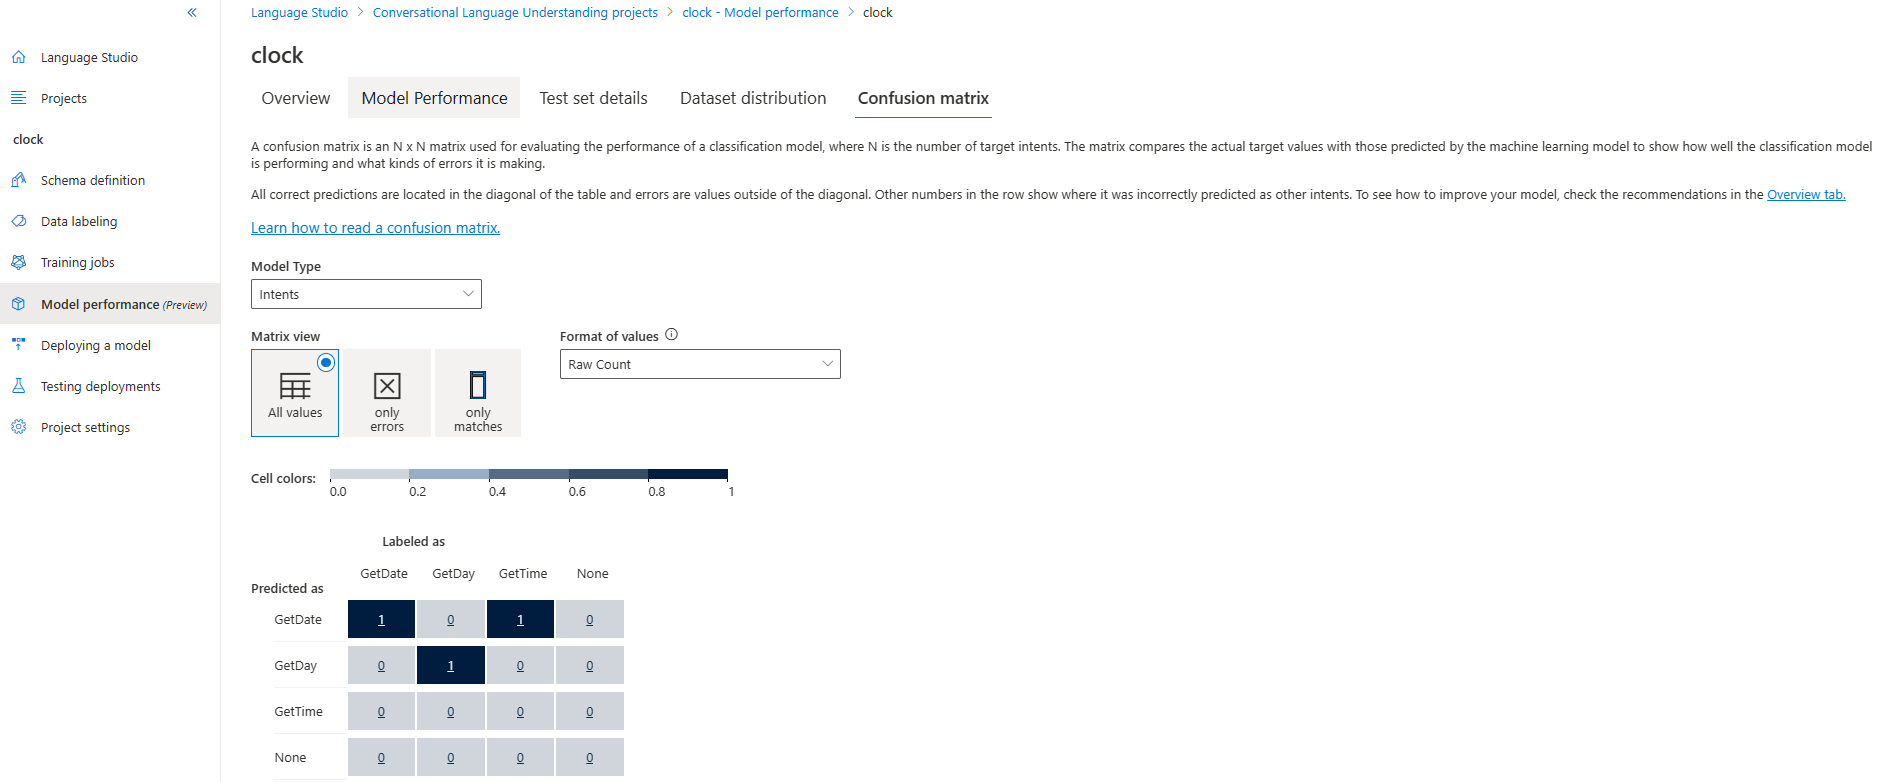 Language Studio > Conversational Language Understanding projects > clock - Model performance > clock
Language Studio
Projects
clock
Schema definition
Data labeling
Training jobs
Model performance (Preview)
Deploying a model
Testing deployments
Project settings
clock
Overview Model Performance Test set details Dataset distribution Confusion matrix
A confusion matrix is an N x N matrix used for evaluating the performance of a classification model, where N is the number of target intents. The matrix compares the actual target values with those predicted by the machine learning model to show how well the classification model
is performing and what kinds of errors it is making.
All correct predictions are located in the diagonal of the table and errors are values outside of the diagonal. Other numbers in the row show where it was incorrectly predicted as other intents. To see how to improve your model, check the recommendations in the Overview tab.
Learn how to read a confusion matrix.
Model Type
Intents
Matrix view Format of values
Raw Count
All values only only
errors matches
Cell colors:
0.0 0.2 0.4 0.6 0.8 1
Labeled as
GetDate GetDay GetTime None
Predicted as
GetDate 1 0 1 0
GetDay 0 1 0 0
GetTime 0 0 0 0
None 0 0 0 0